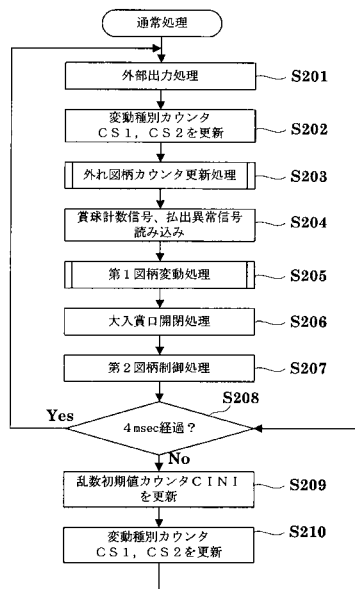 通常処理
外部出力処理
S201
変動種別カウンタ
CS1,CS2を更新
S202
外れ図柄カウンタ更新処理
S203
賞球計数信号、払出異常信号
読み込み
S204
第1図柄変動処理
S205
大入賞口開閉処理
S206
第2図柄制御処理
S207
S208
Yes
4msec経過?
No
乱数初期値カウンタCINI
を更新
S209
変動種別カウンタ
CS1,CS2を更新
S210